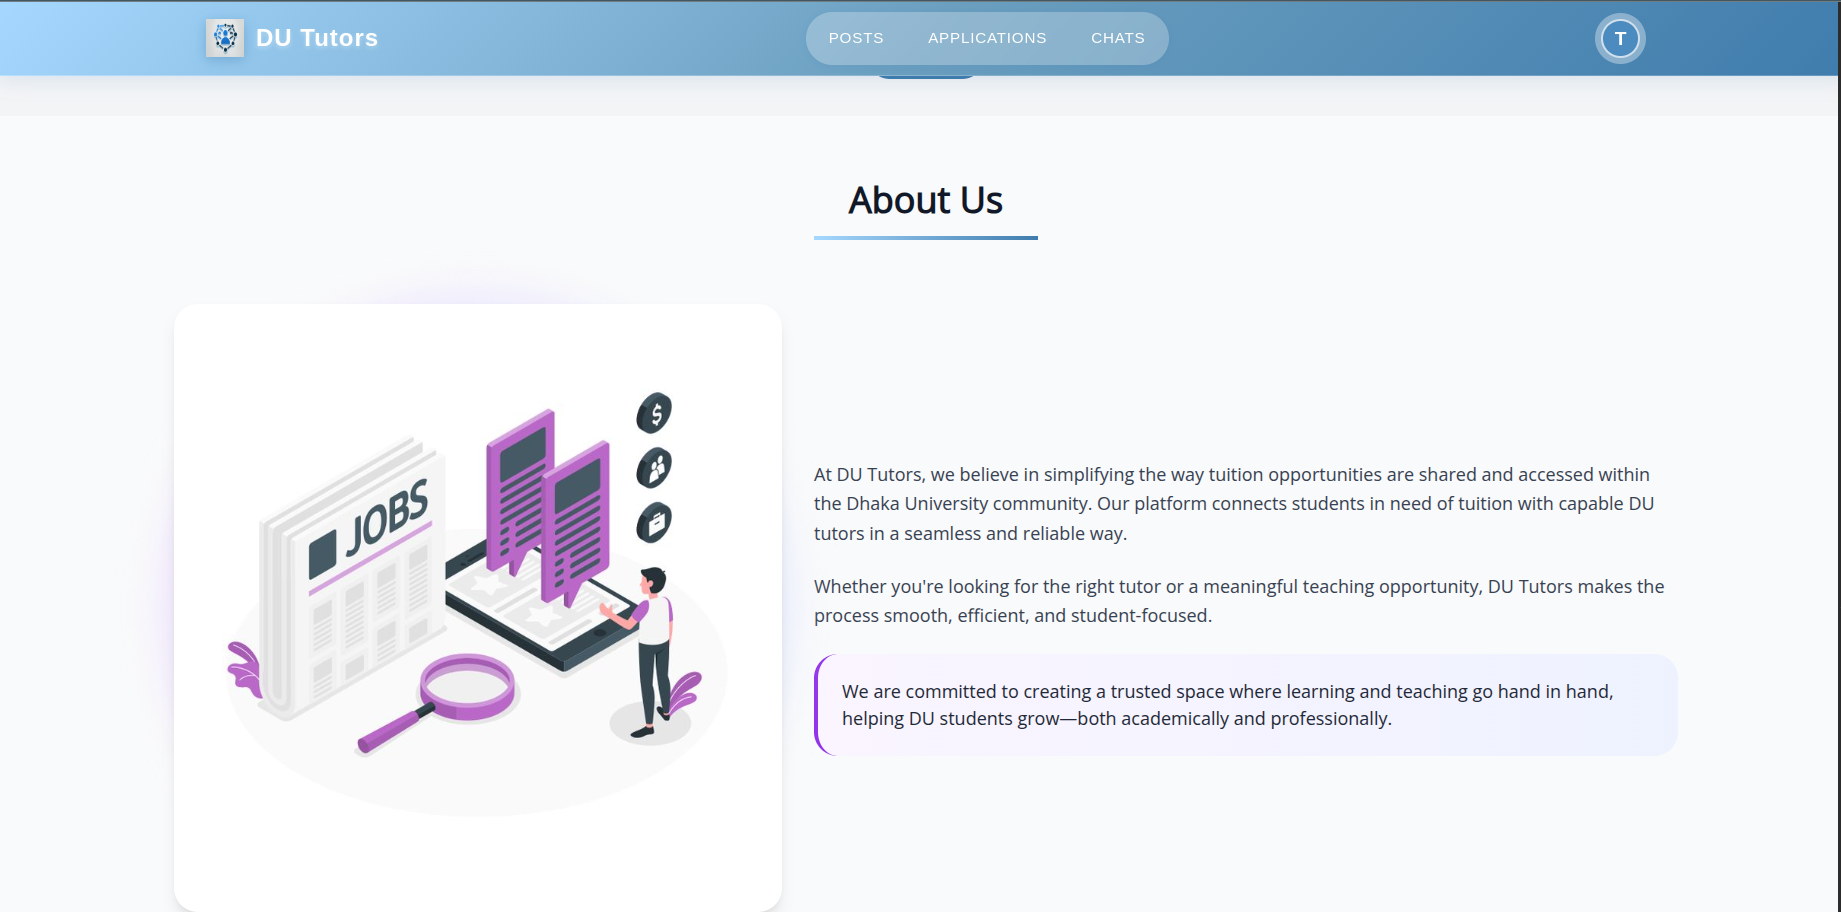 DU Tutors
POSTS APPLICATIONS CHATS
T
About Us
JOBS
$
At DU Tutors, we believe in simplifying the way tuition opportunities are shared and accessed within
the Dhaka University community. Our platform connects students in need of tuition with capable DU
tutors in a seamless and reliable way.
Whether you're looking for the right tutor or a meaningful teaching opportunity, DU Tutors makes the
process smooth, efficient, and student-focused.
We are committed to creating a trusted space where learning and teaching go hand in hand,
helping DU students grow—both academically and professionally.